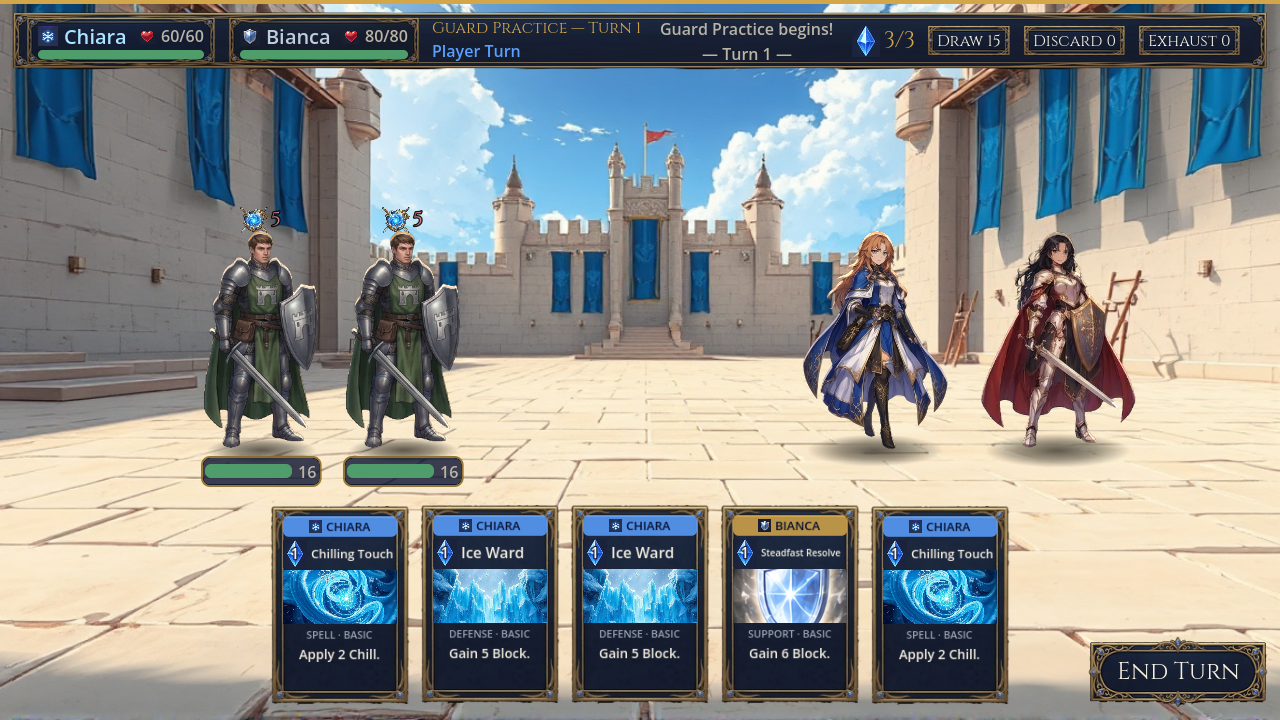 Chiara 60/60
Bianca 80/80
GUARD PRACTICE — TURN 1
Player Turn
Guard Practice begins!
— Turn 1 —
3/3
DRAW 15
DISCARD 0
EXHAUST 0
5
5
16
16
CHIARA
1 Chilling Touch
SPELL · BASIC
Apply 2 Chill.
CHIARA
1 Ice Ward
DEFENSE · BASIC
Gain 5 Block.
CHIARA
1 Ice Ward
DEFENSE · BASIC
Gain 5 Block.
BIANCA
1 Steadfast Resolve
SUPPORT · BASIC
Gain 6 Block.
CHIARA
1 Chilling Touch
SPELL · BASIC
Apply 2 Chill.
END TURN